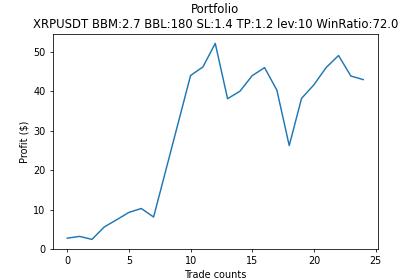 Portfolio
XRPUSDT BBM:2.7 BBL:180 SL:1.4 TP:1.2 lev:10 WinRatio:72.0
50
40
30
20
10
0
Profit ($)
0 5 10 15 20 25
Trade counts